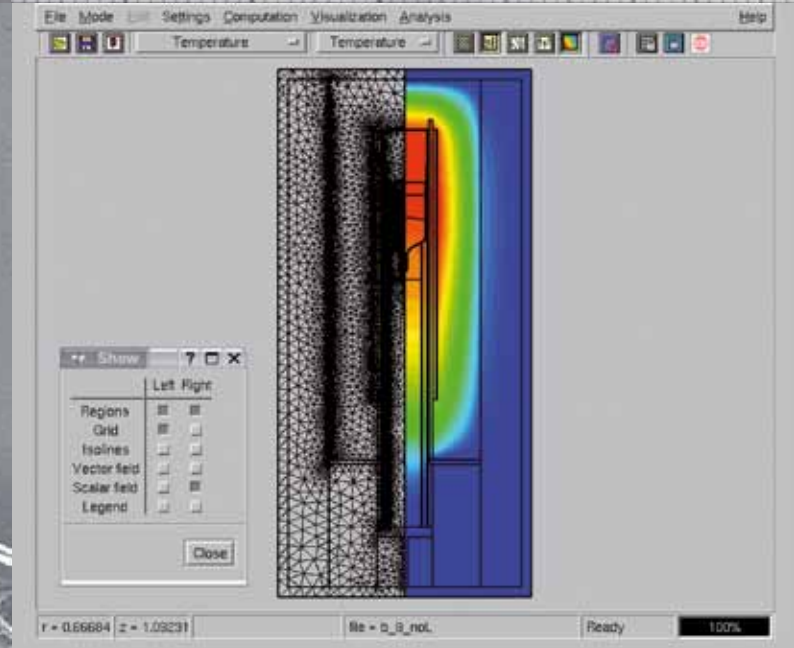 File Mode Edit Settings Computation Visualization Analysis Help
Temperature Temperature
Show
Left Right
Regions
Grid
Isolines
Vector field
Scalar field
Legend
Close
r = 0.66684 z = 1.09231 file = b_9_noL Ready 100%